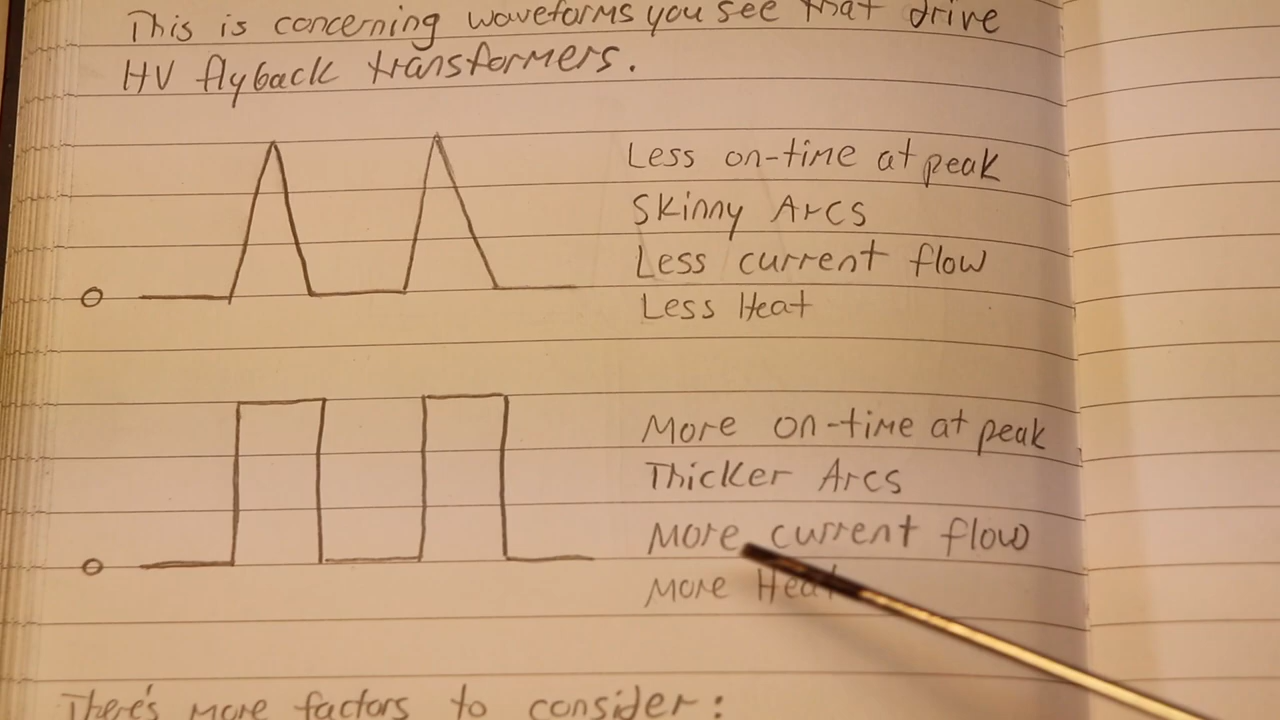 This is concerning waveforms you see that drive
HV flyback transformers.
Less on-time at peak
Skinny Arcs
Less current flow
O
Less Heat
More on-time at peak
Thicker Arcs
More current flow
O
More Heat
There's more factors to consider: